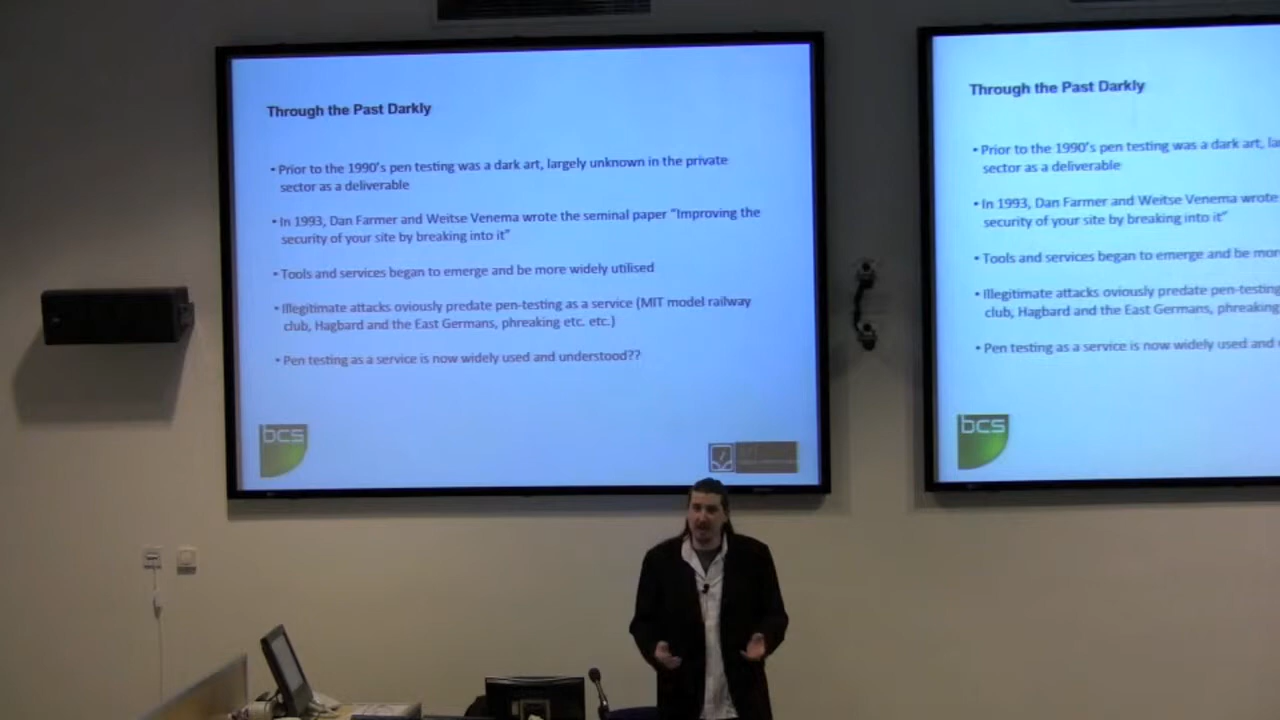 Through the Past Darkly
• Prior to the 1990's pen testing was a dark art, largely unknown in the private
sector as a deliverable
• In 1993, Dan Farmer and Weitse Venema wrote the seminal paper "Improving the
security of your site by breaking into it"
• Tools and services began to emerge and be more widely utilised
• Illegitimate attacks oviously predate pen-testing as a service (MIT model railway
club, Hagbard and the East Germans, phreaking etc. etc.)
• Pen testing as a service is now widely used and understood??
bcs
Through the Past Darkly
• Prior to the 1990's pen testing was a dark art,
sector as a deliverable
• In 1993, Dan Farmer and Weitse Venema wrote
security of your site by breaking into it"
• Tools and services began to emerge and be more
• Illegitimate attacks oviously predate pen-testing
club, Hagbard and the East Germans, phreaking
• Pen testing as a service is now widely used and
bcs